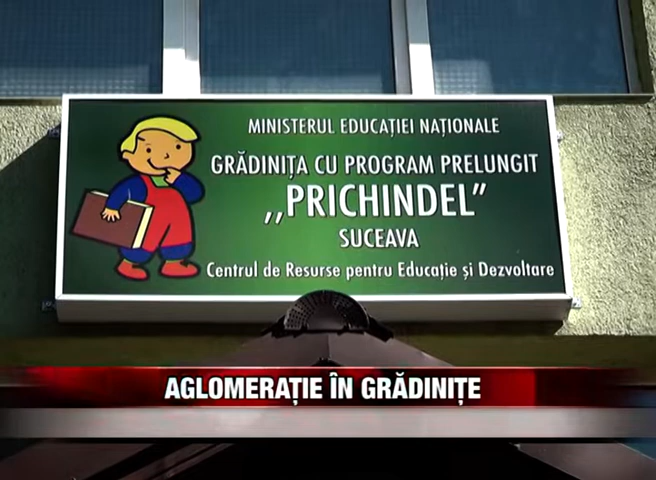 MINISTERUL EDUCAȚIEI NAȚIONALE
GRĂDINIȚA CU PROGRAM PRELUNGIT
,,PRICHINDEL”
SUCEAVA
Centrul de Resurse pentru Educație și Dezvoltare
AGLOMERAȚIE ÎN GRĂDINIȚE